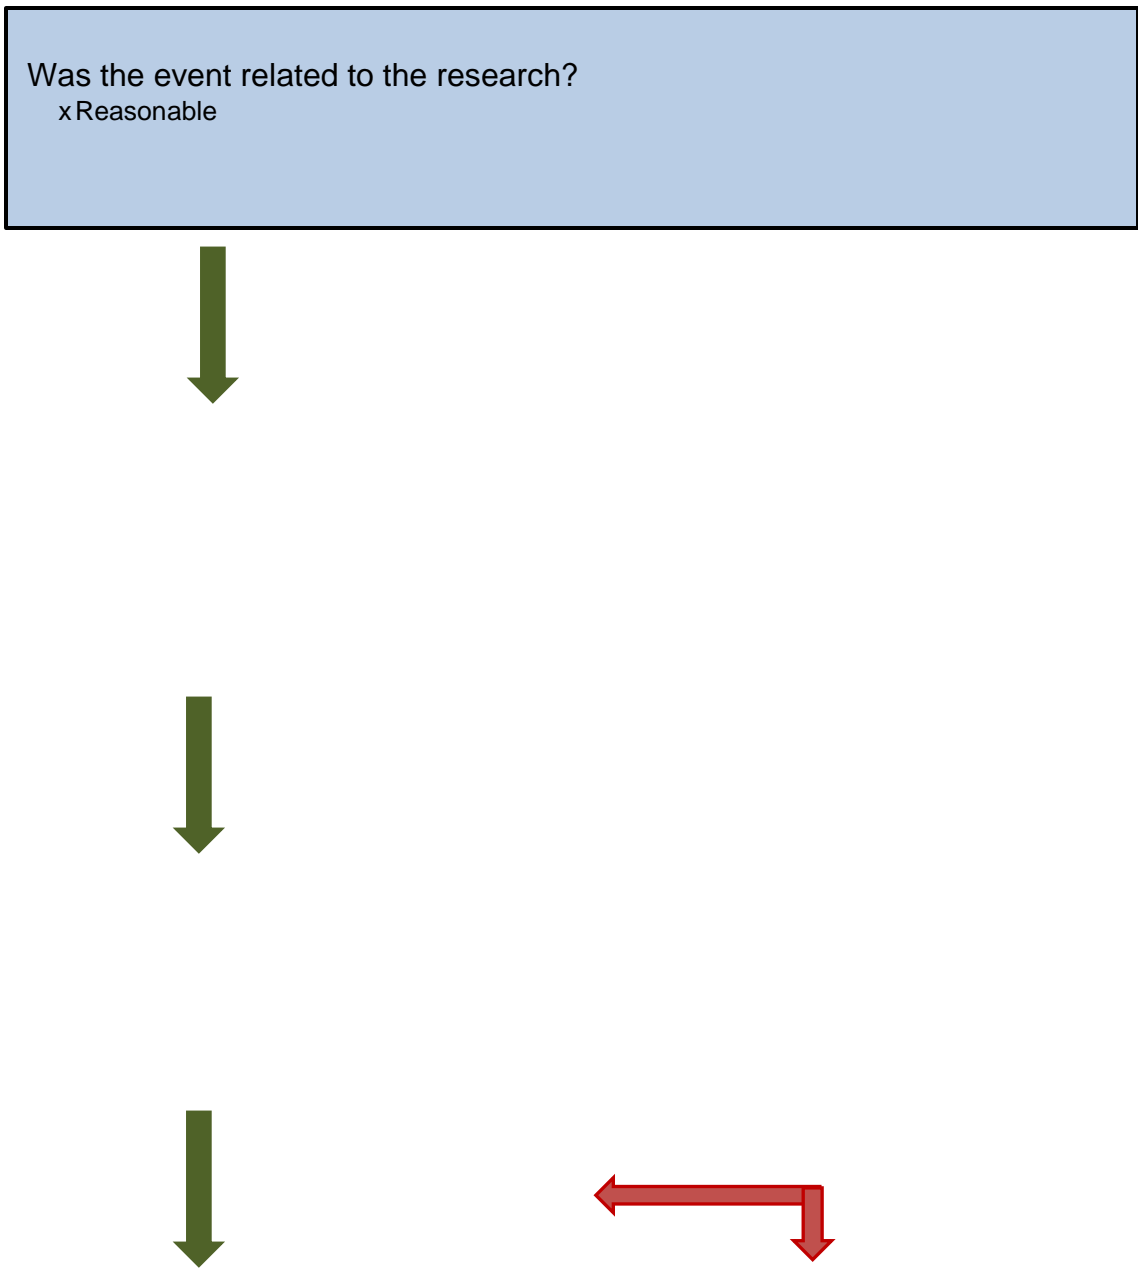 Was the event related to the research?
x Reasonable